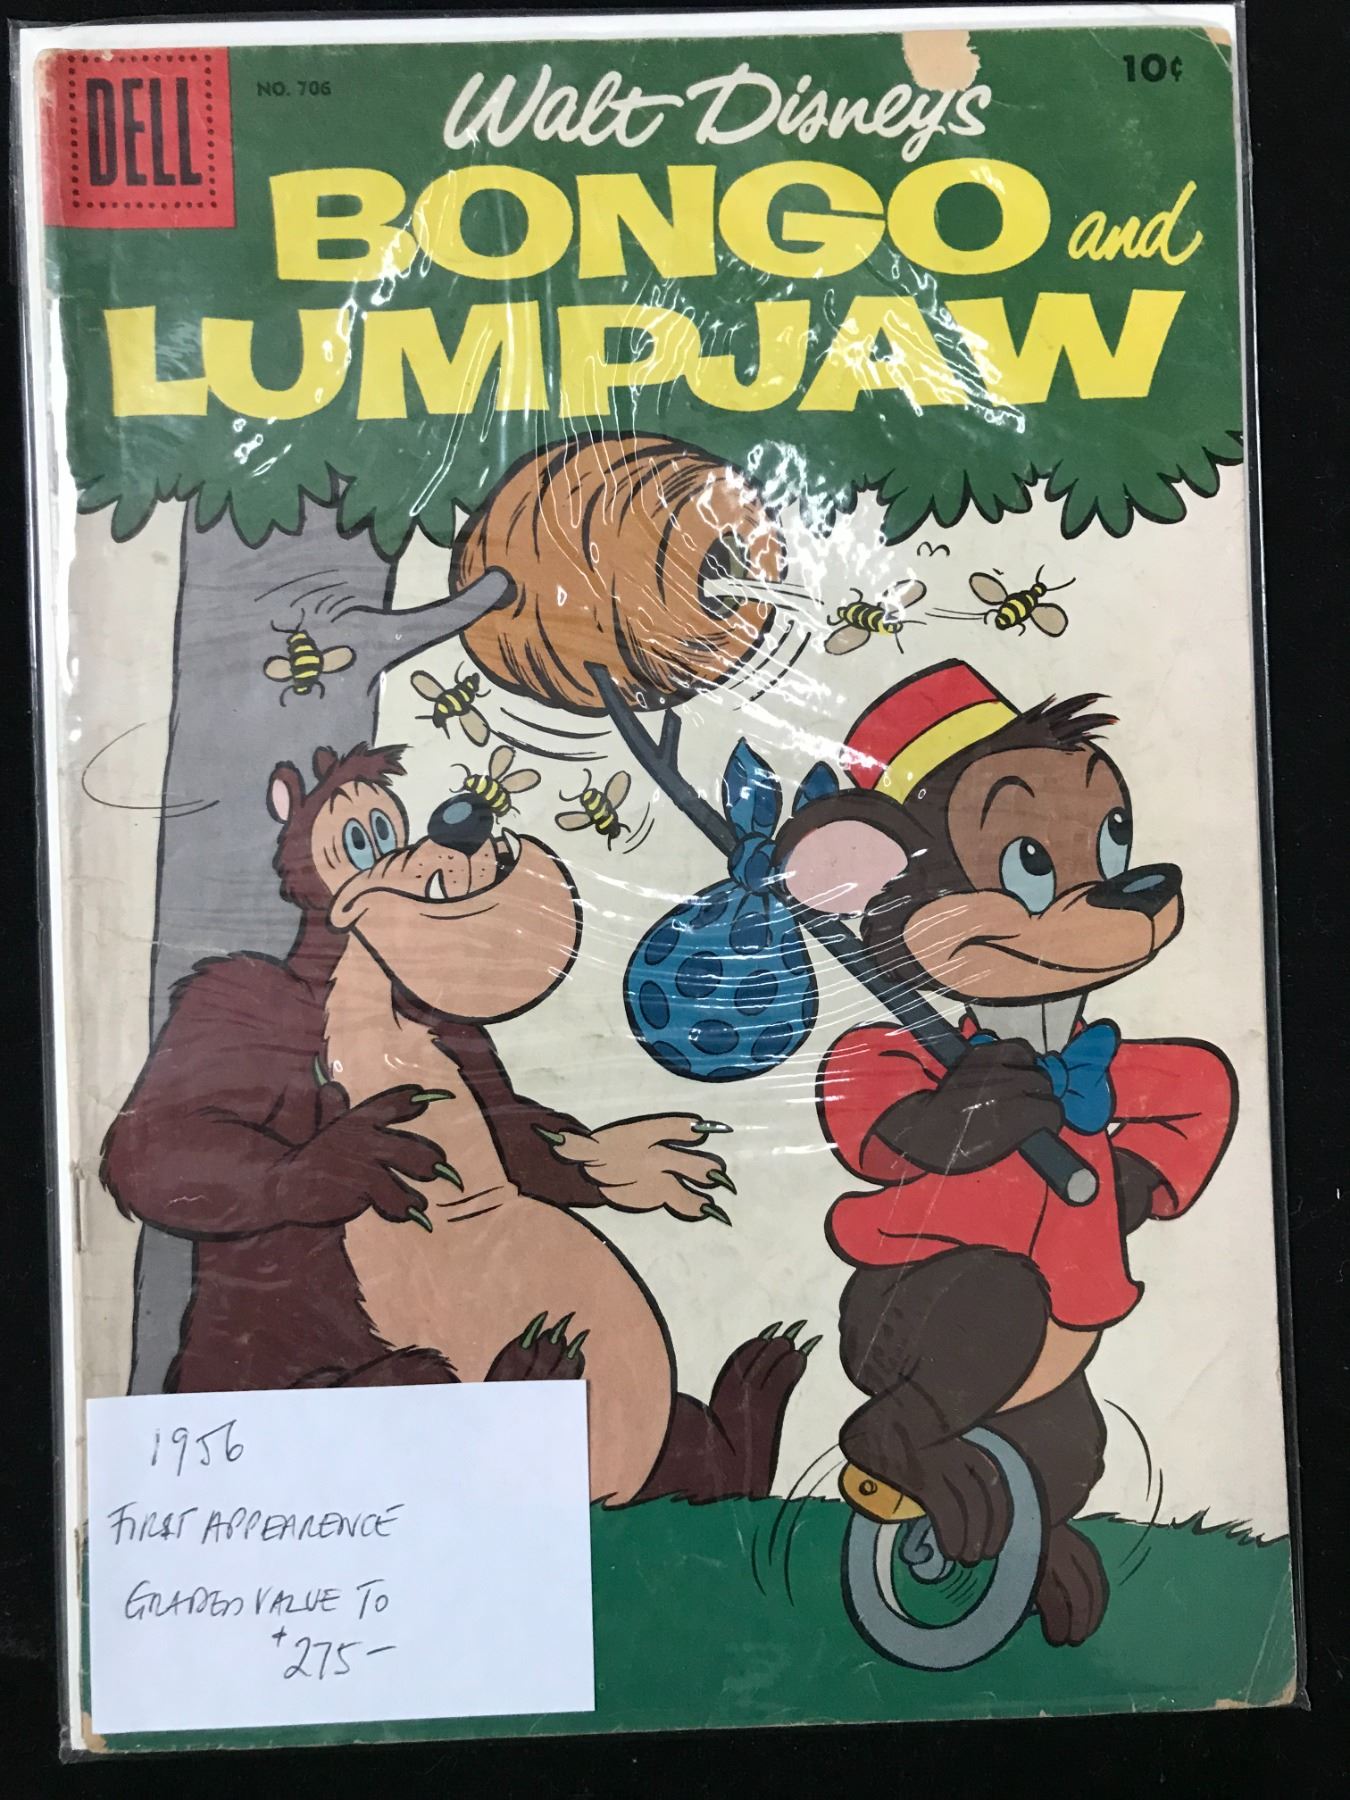 DELL
NO. 706
10¢
Walt Disney's
BONGO and
LUMPJAW
1956
FIRST APPEARENCE
GRADED VALUE TO
$275-